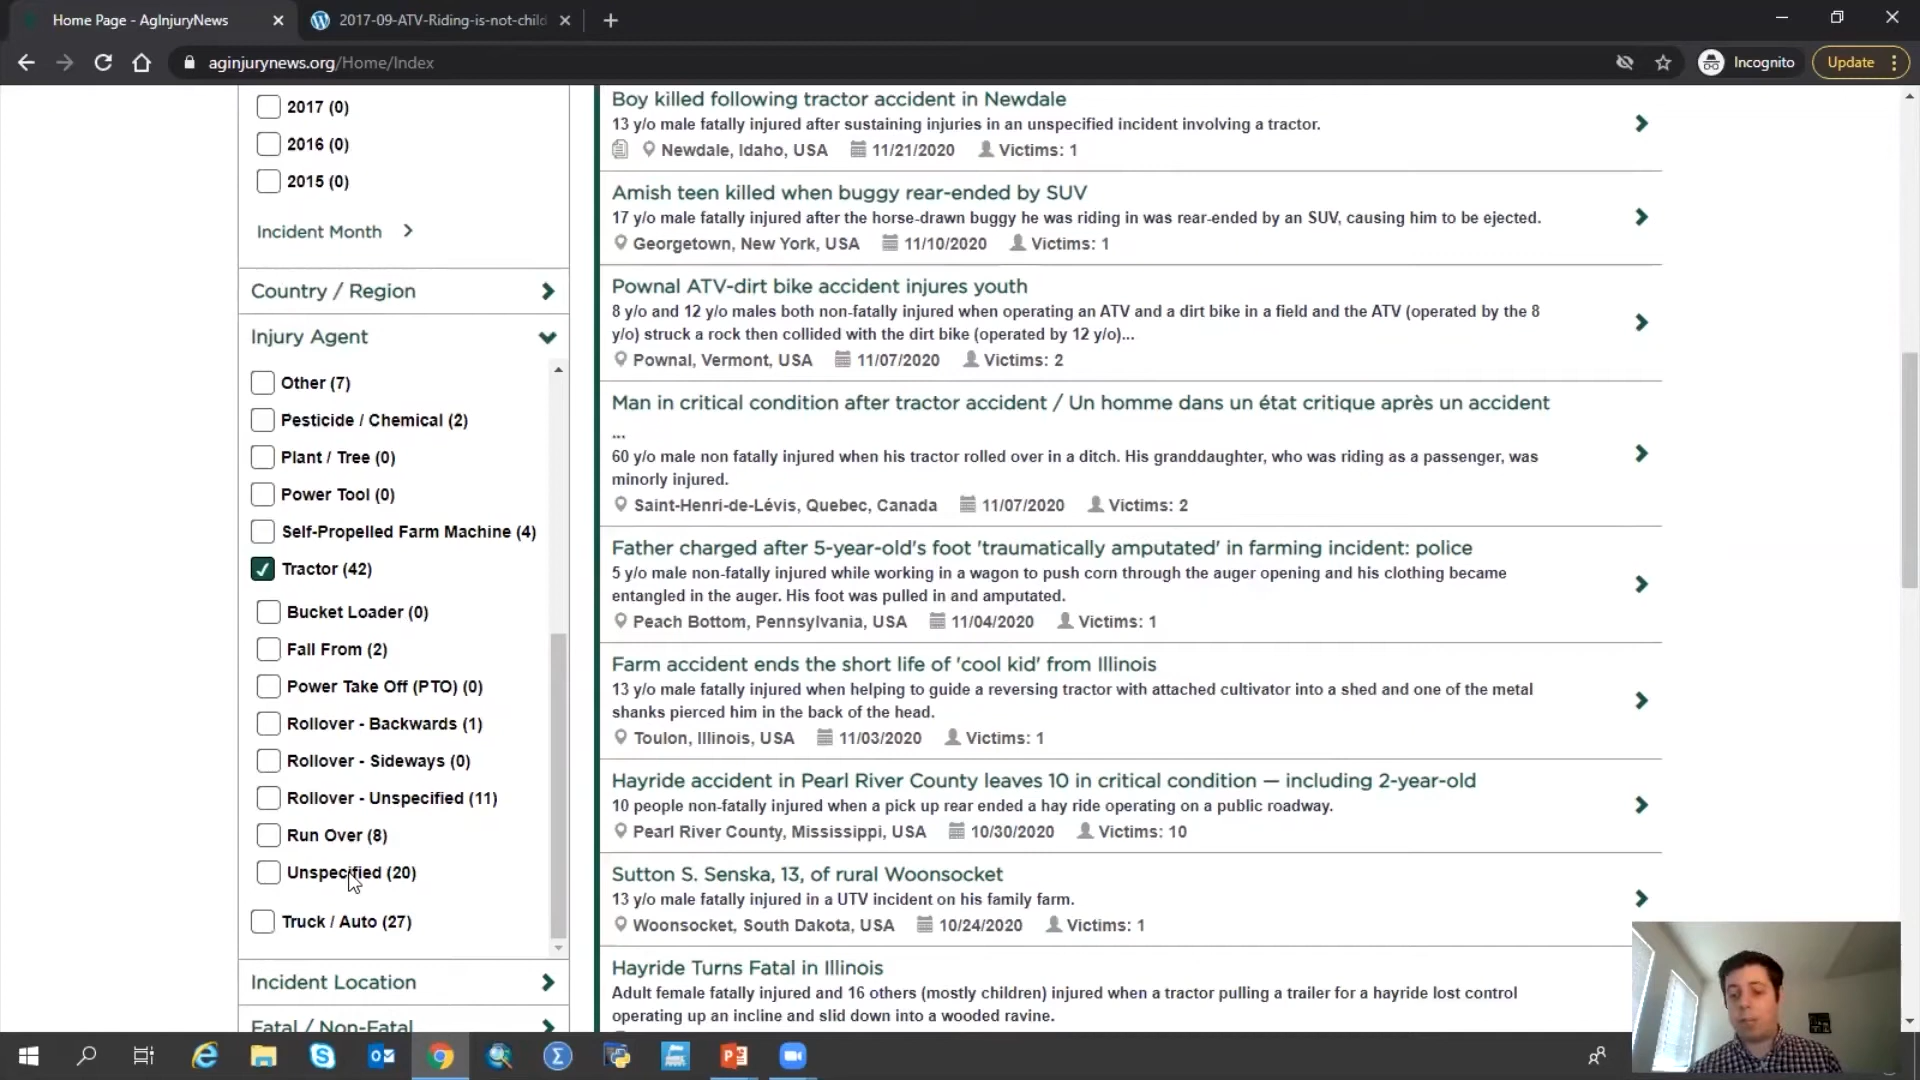 Home Page - AgInjuryNews
2017-09-ATV-Riding-is-not-child
aginjurynews.org/Home/Index
Incognito
Update
2017 (0)
2016 (0)
2015 (0)
Incident Month
Country / Region
Injury Agent
Other (7)
Pesticide / Chemical (2)
Plant / Tree (0)
Power Tool (0)
Self-Propelled Farm Machine (4)
Tractor (42)
Bucket Loader (0)
Fall From (2)
Power Take Off (PTO) (0)
Rollover - Backwards (1)
Rollover - Sideways (0)
Rollover - Unspecified (11)
Run Over (8)
Unspecified (20)
Truck / Auto (27)
Incident Location
Fatal / Non-Fatal
Boy killed following tractor accident in Newdale
13 y/o male fatally injured after sustaining injuries in an unspecified incident involving a tractor.
Newdale, Idaho, USA 11/21/2020 Victims: 1
Amish teen killed when buggy rear-ended by SUV
17 y/o male fatally injured after the horse-drawn buggy he was riding in was rear-ended by an SUV, causing him to be ejected.
Georgetown, New York, USA 11/10/2020 Victims: 1
Pownal ATV-dirt bike accident injures youth
8 y/o and 12 y/o males both non-fatally injured when operating an ATV and a dirt bike in a field and the ATV (operated by the 8
y/o) struck a rock then collided with the dirt bike (operated by 12 y/o)...
Pownal, Vermont, USA 11/07/2020 Victims: 2
Man in critical condition after tractor accident / Un homme dans un état critique après un accident
...
60 y/o male non fatally injured when his tractor rolled over in a ditch. His granddaughter, who was riding as a passenger, was
minorly injured.
Saint-Henri-de-Lévis, Quebec, Canada 11/07/2020 Victims: 2
Father charged after 5-year-old's foot 'traumatically amputated' in farming incident: police
5 y/o male non-fatally injured while working in a wagon to push corn through the auger opening and his clothing became
entangled in the auger. His foot was pulled in and amputated.
Peach Bottom, Pennsylvania, USA 11/04/2020 Victims: 1
Farm accident ends the short life of 'cool kid' from Illinois
13 y/o male fatally injured when helping to guide a reversing tractor with attached cultivator into a shed and one of the metal
shanks pierced him in the back of the head.
Toulon, Illinois, USA 11/03/2020 Victims: 1
Hayride accident in Pearl River County leaves 10 in critical condition — including 2-year-old
10 people non-fatally injured when a pick up rear ended a hay ride operating on a public roadway.
Pearl River County, Mississippi, USA 10/30/2020 Victims: 10
Sutton S. Senska, 13, of rural Woonsocket
13 y/o male fatally injured in a UTV incident on his family farm.
Woonsocket, South Dakota, USA 10/24/2020 Victims: 1
Hayride Turns Fatal in Illinois
Adult female fatally injured and 16 others (mostly children) injured when a tractor pulling a trailer for a hayride lost control
operating up an incline and slid down into a wooded ravine.